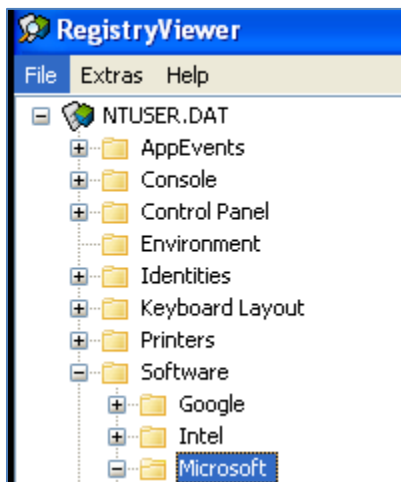 RegistryViewer
File Extras Help
NTUSER.DAT
AppEvents
Console
Control Panel
Environment
Identities
Keyboard Layout
Printers
Software
Google
Intel
Microsoft